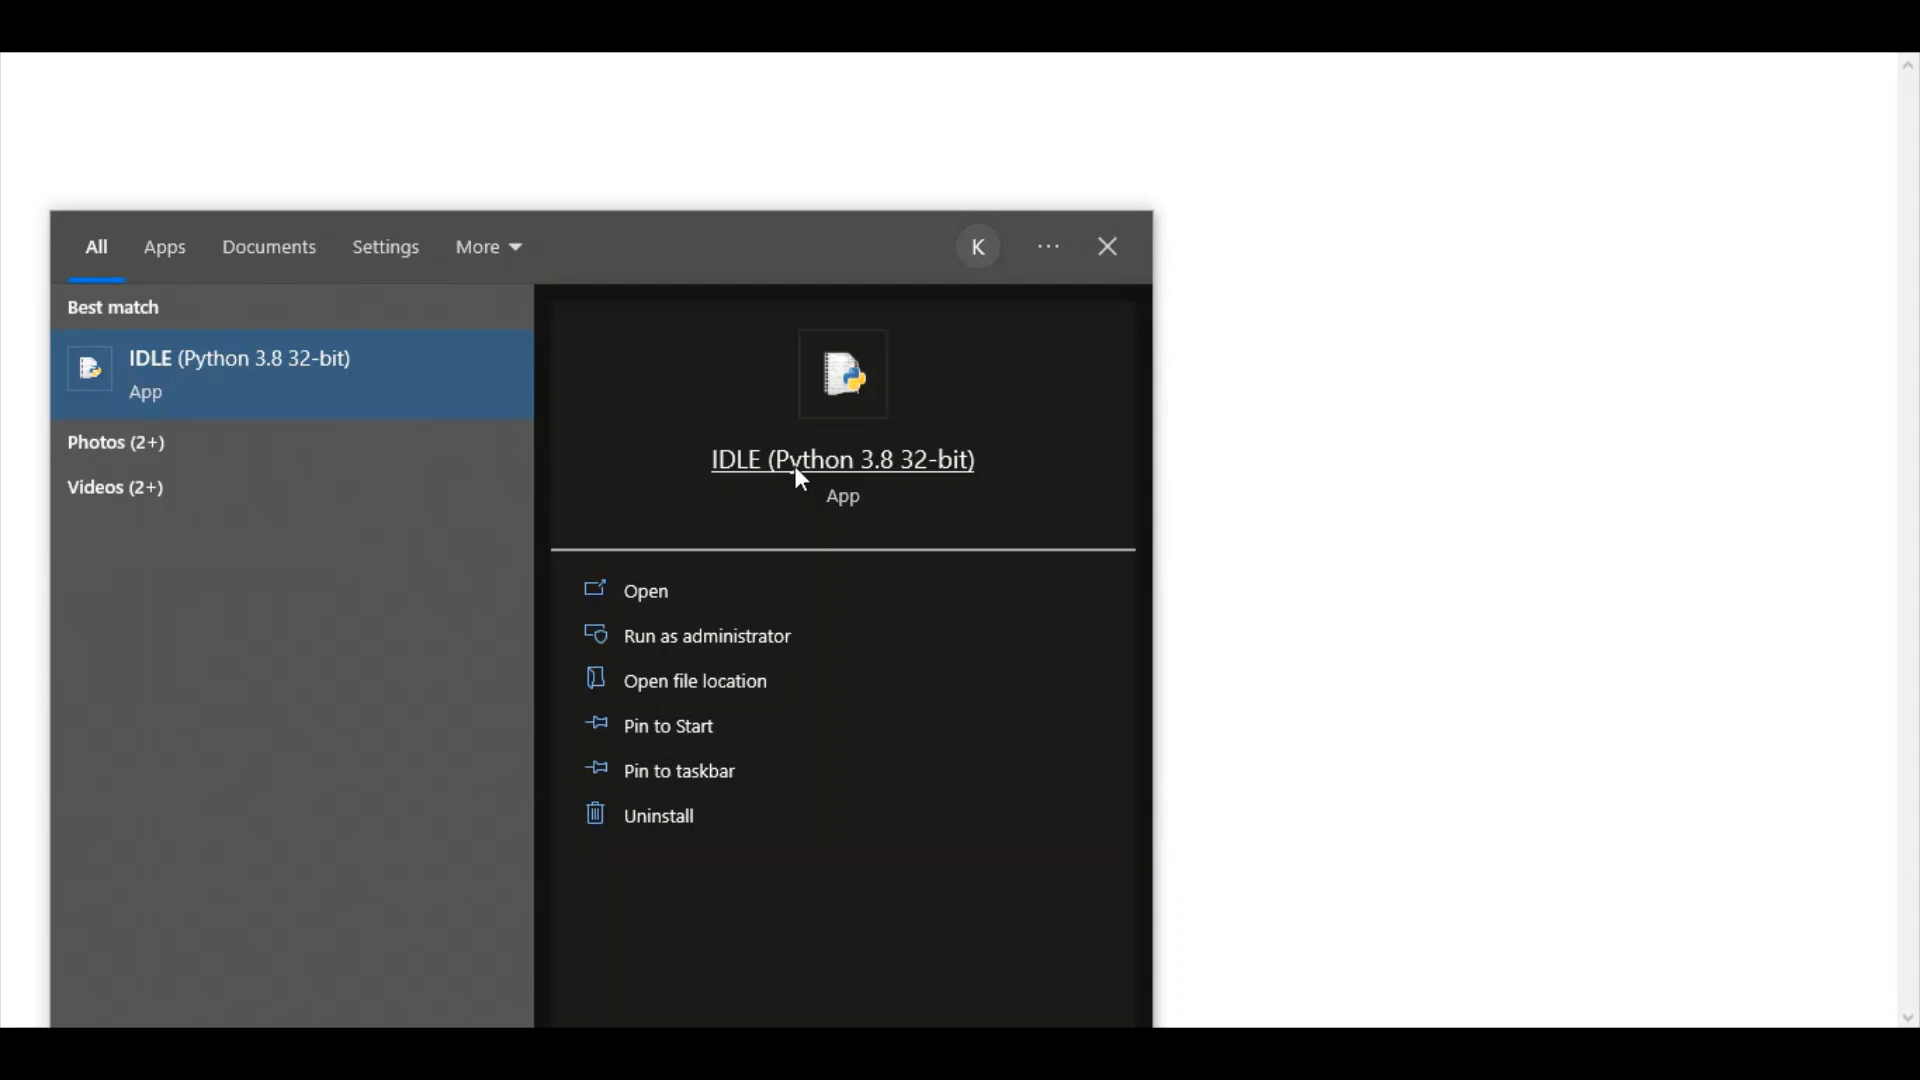 All Apps Documents Settings More K
Best match
IDLE (Python 3.8 32-bit)
App
Photos (2+)
Videos (2+)
IDLE (Python 3.8 32-bit)
App
Open
Run as administrator
Open file location
Pin to Start
Pin to taskbar
Uninstall